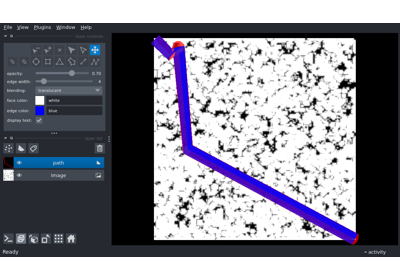 File View Plugins Window Help
opacity: 0.70
edge width: 4
blending: translucent
face color: white
edge color: blue
display text: ✓
path
Image
Ready
activity